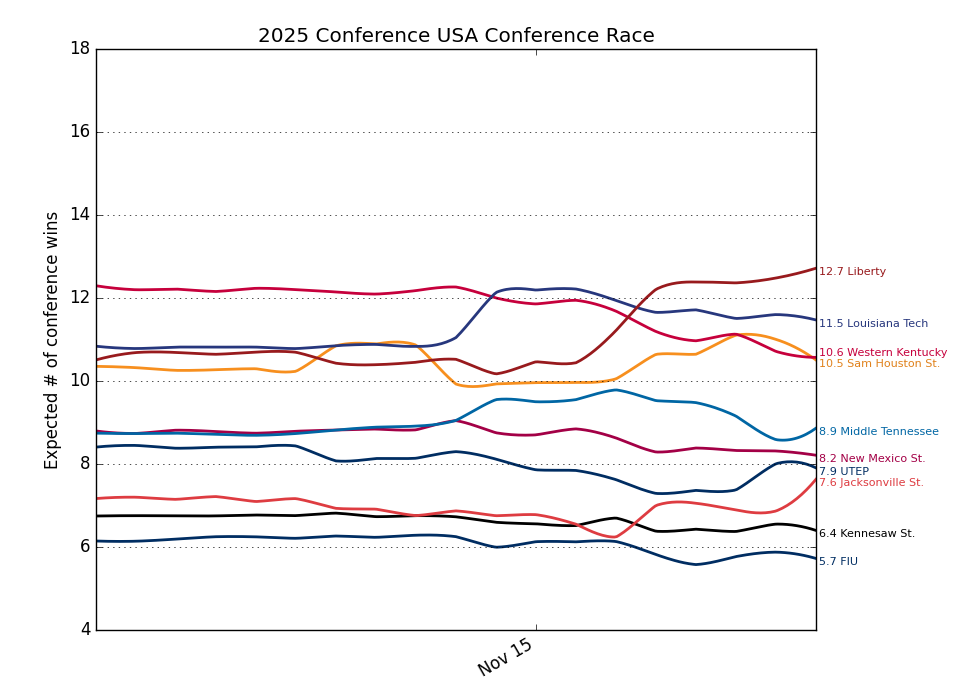 2025 Conference USA Conference Race
Expected # of conference wins
18
16
14
12
10
8
6
4
Nov 15
12.7 Liberty
11.5 Louisiana Tech
10.6 Western Kentucky
10.5 Sam Houston St.
8.9 Middle Tennessee
8.2 New Mexico St.
7.9 UTEP
7.6 Jacksonville St.
6.4 Kennesaw St.
5.7 FIU